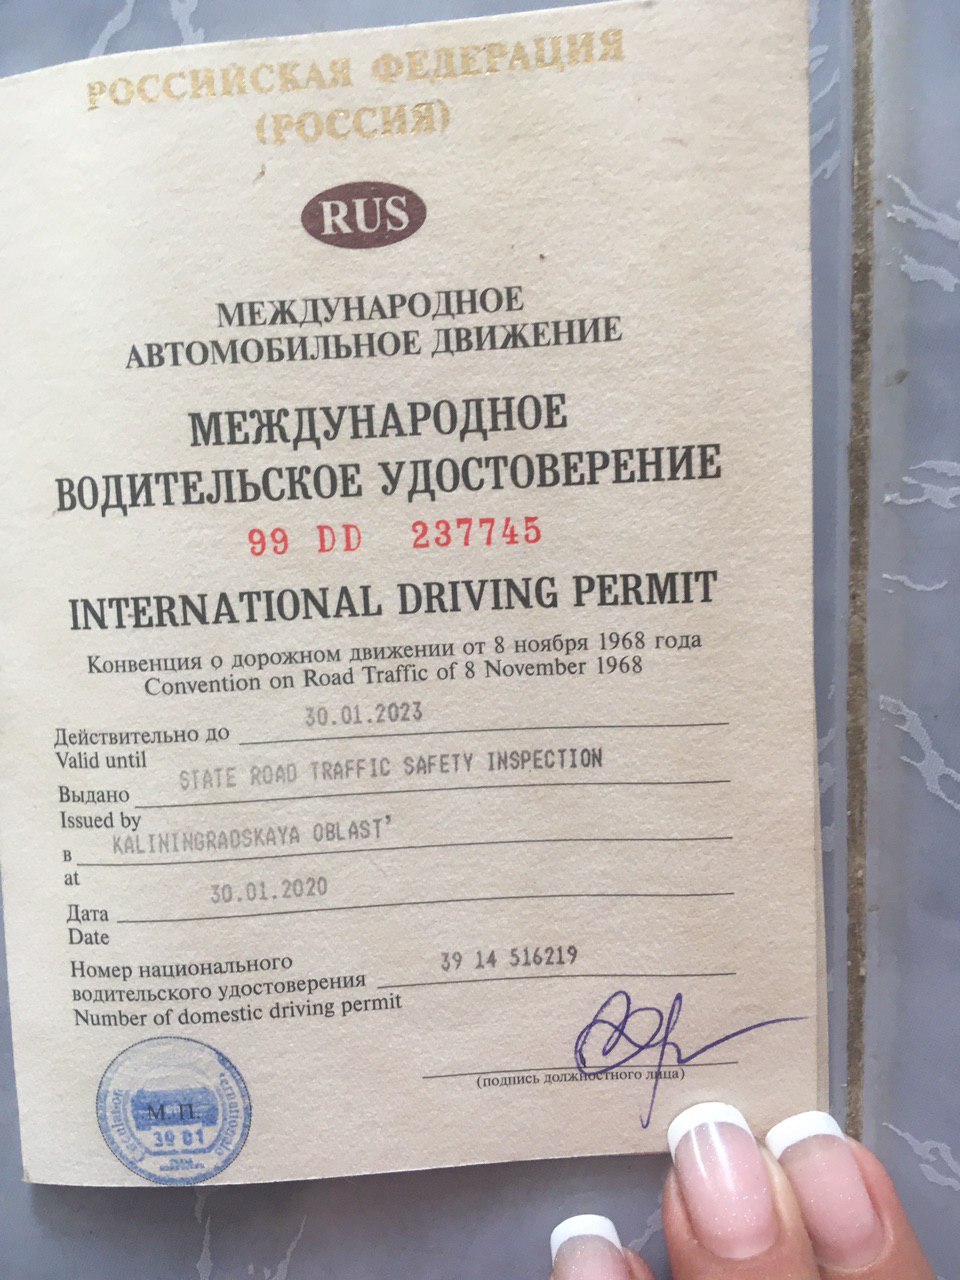 РОССИЙСКАЯ ФЕДЕРАЦИЯ
(РОССИЯ)
RUS
МЕЖДУНАРОДНОЕ
АВТОМОБИЛЬНОЕ ДВИЖЕНИЕ
МЕЖДУНАРОДНОЕ
ВОДИТЕЛЬСКОЕ УДОСТОВЕРЕНИЕ
99 DD 237745
INTERNATIONAL DRIVING PERMIT
Конвенция о дорожном движении от 8 ноября 1968 года
Convention on Road Traffic of 8 November 1968
Действительно до 30.01.2023
Valid until
Выдано STATE ROAD TRAFFIC SAFETY INSPECTION
Issued by
в KALININGRADSKAYA OBLAST'
at
Дата 30.01.2020
Date
Номер национального
водительского удостоверения 39 14 516219
Number of domestic driving permit
(подпись должностного лица)
М. П.
39 01